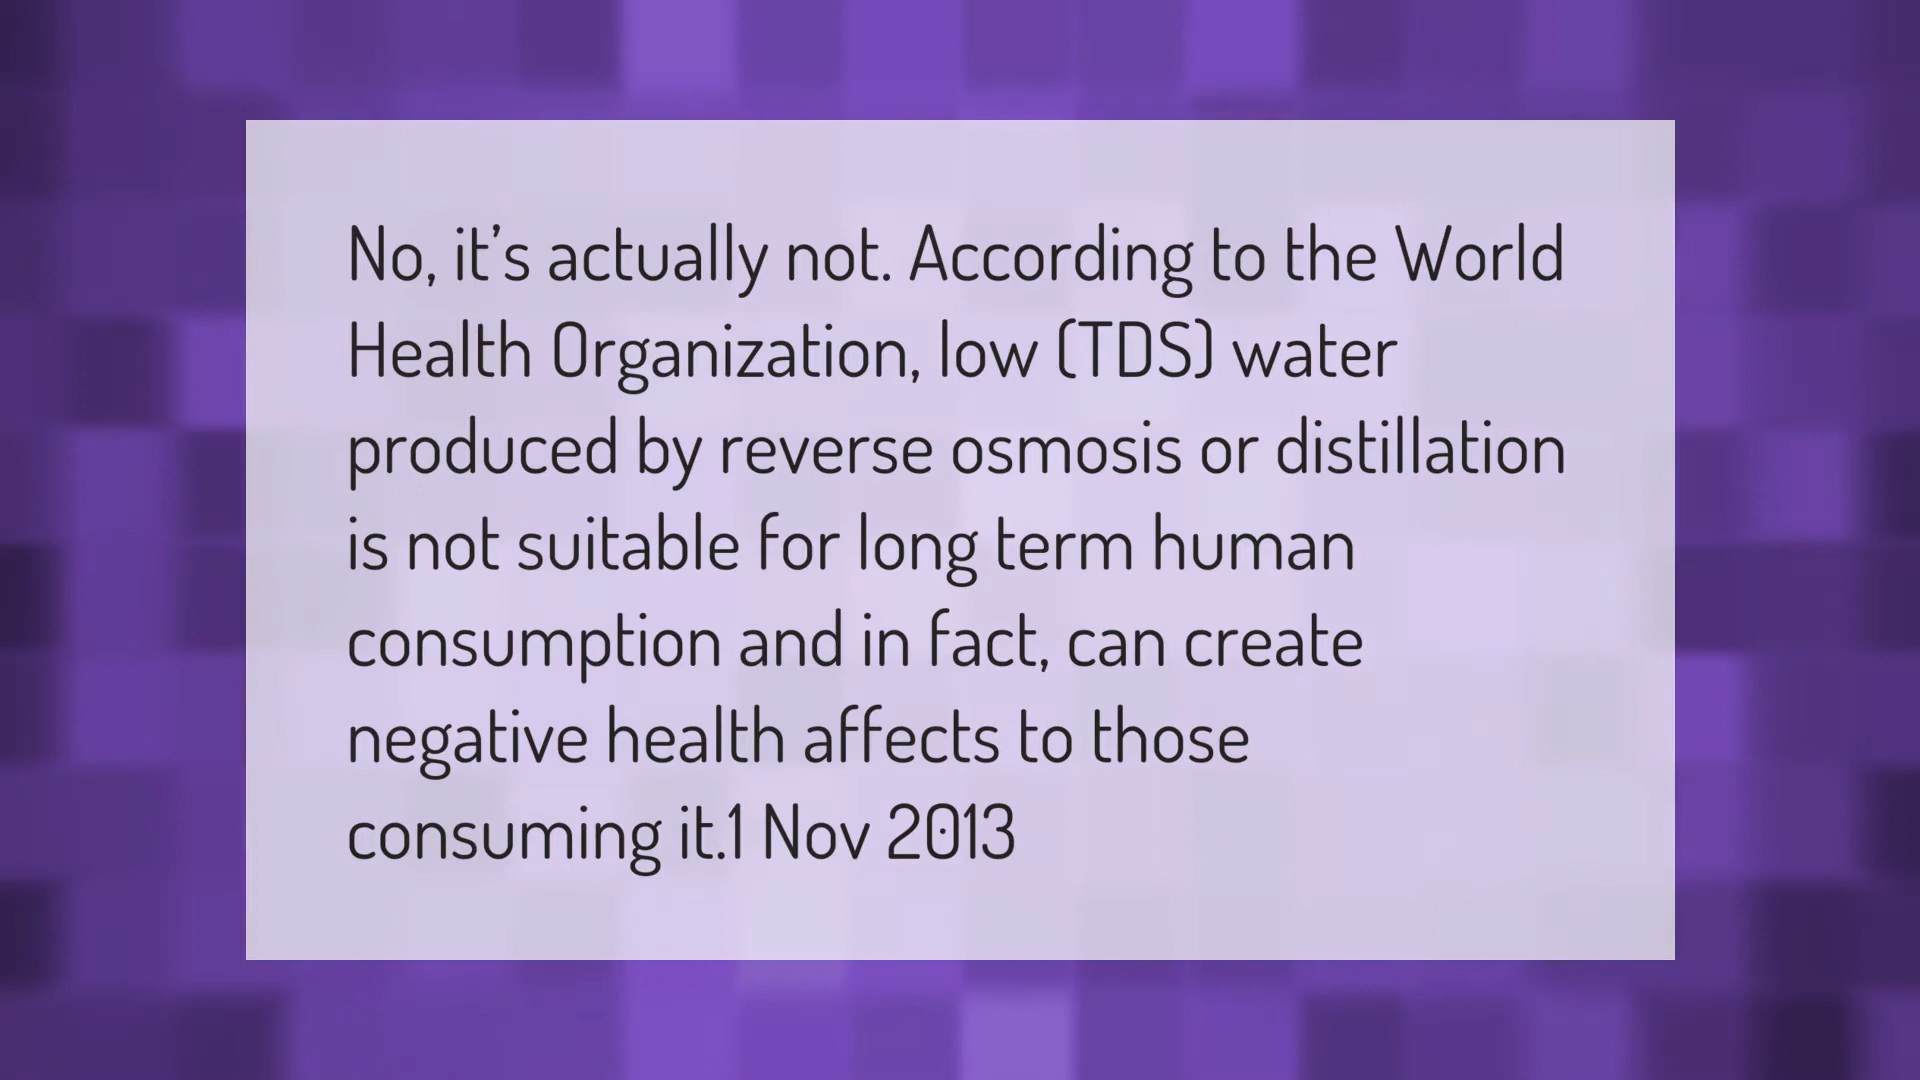 No, it's actually not. According to the World
Health Organization, low (TDS) water
produced by reverse osmosis or distillation
is not suitable for long term human
consumption and in fact, can create
negative health affects to those
consuming it.1 Nov 2013